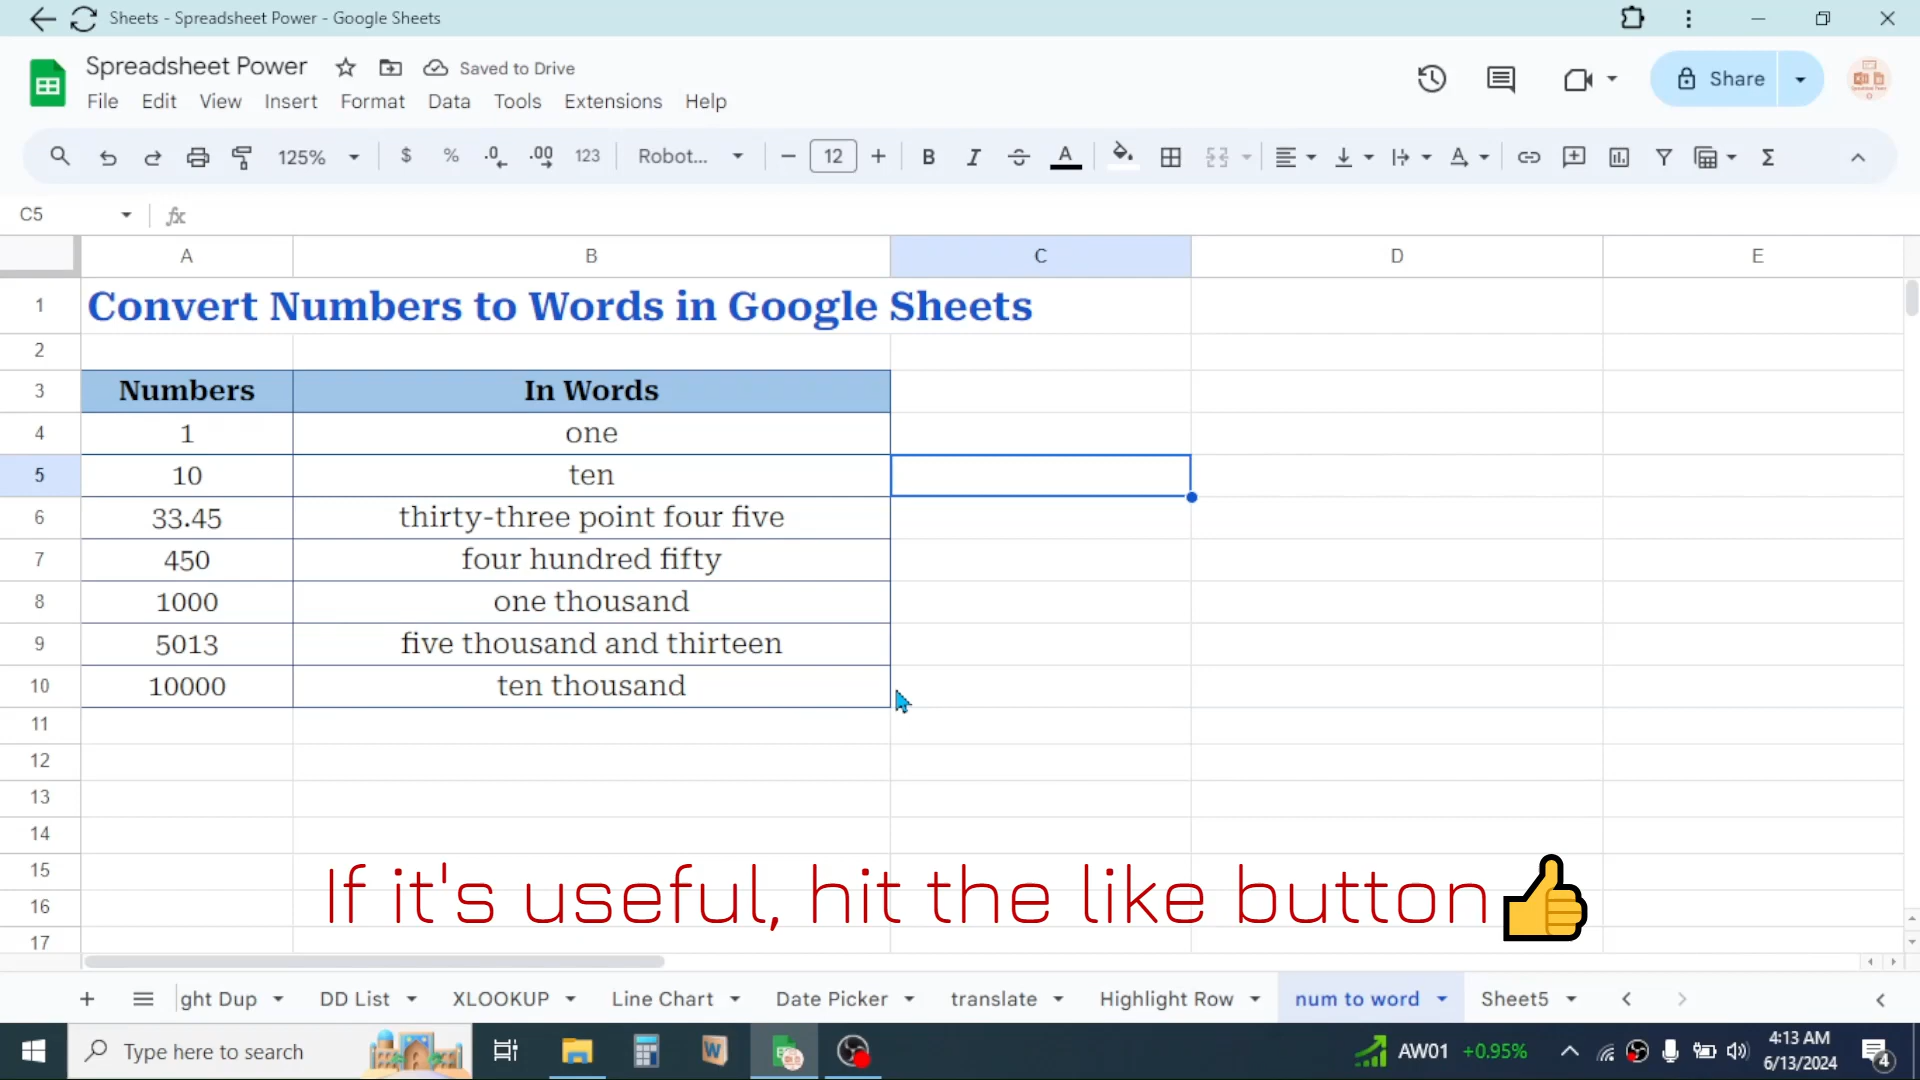 Sheets - Spreadsheet Power - Google Sheets
Spreadsheet Power
Saved to Drive
Share
File Edit View Insert Format Data Tools Extensions Help
125% $ % .0 .00 123 Robot... 12 B I A A Σ
C5 fx
A B C D E
1 Convert Numbers to Words in Google Sheets
2
3 Numbers In Words
4 1 one
5 10 ten
6 33.45 thirty-three point four five
7 450 four hundred fifty
8 1000 one thousand
9 5013 five thousand and thirteen
10 10000 ten thousand
11
12
13
14
15
If it's useful, hit the like button
16
17
ght Dup DD List XLOOKUP Line Chart Date Picker translate Highlight Row num to word Sheet5
Type here to search
W
AW01 +0.95%
4:13 AM
6/13/2024
4